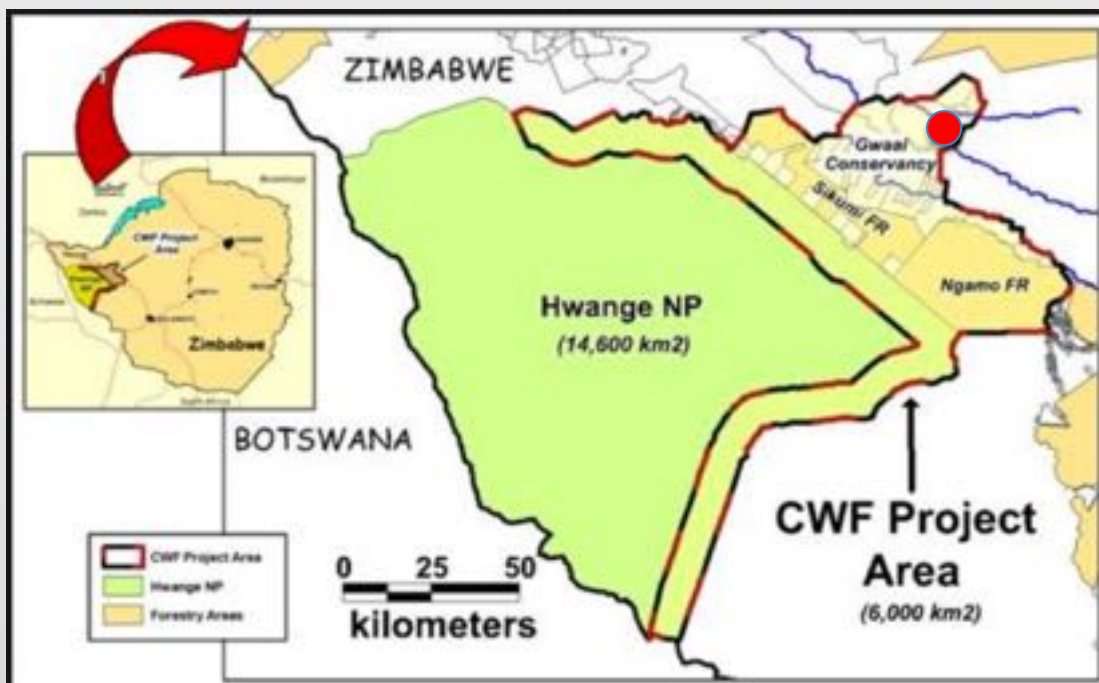 ZIMBABWE
Gwaai
Conservancy
Sikumi FR
Ngamo FR
Hwange NP
(14,600 km2)
CWF Project
Area
Zimbabwe
BOTSWANA
CWF Project
Area
(6,000 km2)
CWF Project Area
Hwange NP
Forestry Areas
0 25 50
kilometers